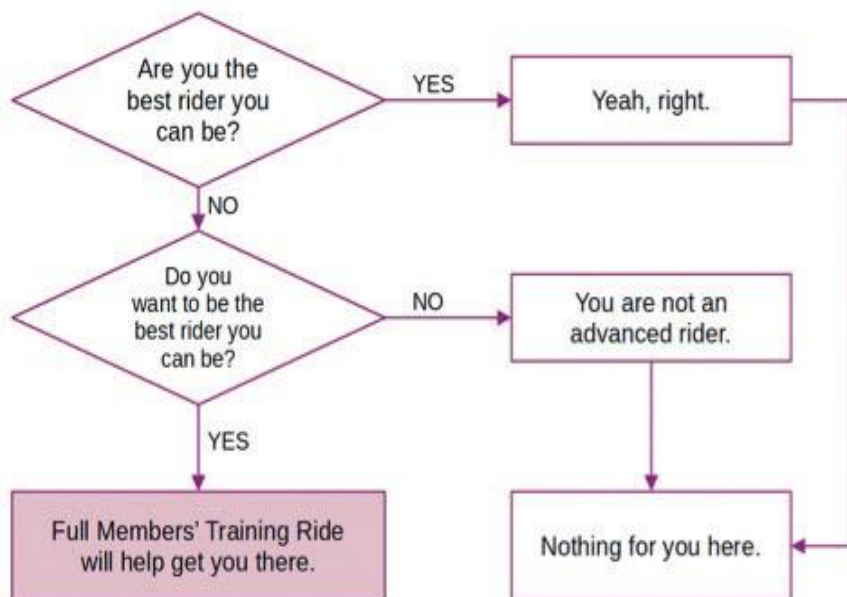 Are you the
best rider you
can be?
YES
Yeah, right.
NO
Do you
want to be the
best rider you
can be?
NO
You are not an
advanced rider.
YES
Full Members’ Training Ride
will help get you there.
Nothing for you here.